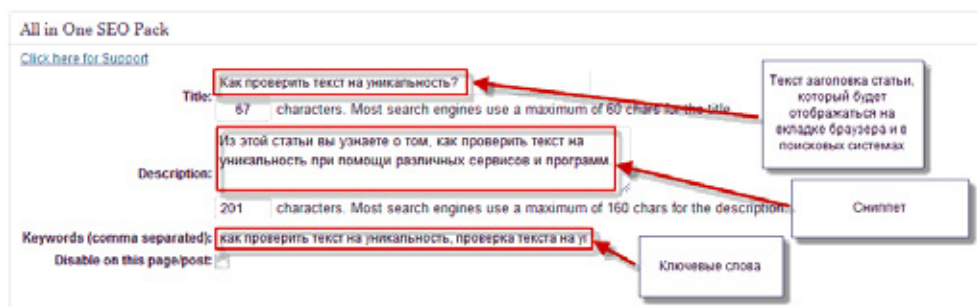 All in One SEO Pack
Click here for Support
Title:
Как проверить текст на уникальность?
67 characters. Most search engines use a maximum of 60 chars for the title.
Текст заголовка статьи,
который будет
отображаться на
вкладке браузера и в
поисковых системах
Description:
Из этой статьи вы узнаете о том, как проверить текст на
уникальность при помощи различных сервисов и программ
201 characters. Most search engines use a maximum of 160 chars for the description.
Сниппет
Keywords (comma separated): как проверить текст на уникальность, проверка текста на у
Disable on this page/post:
Ключевые слова